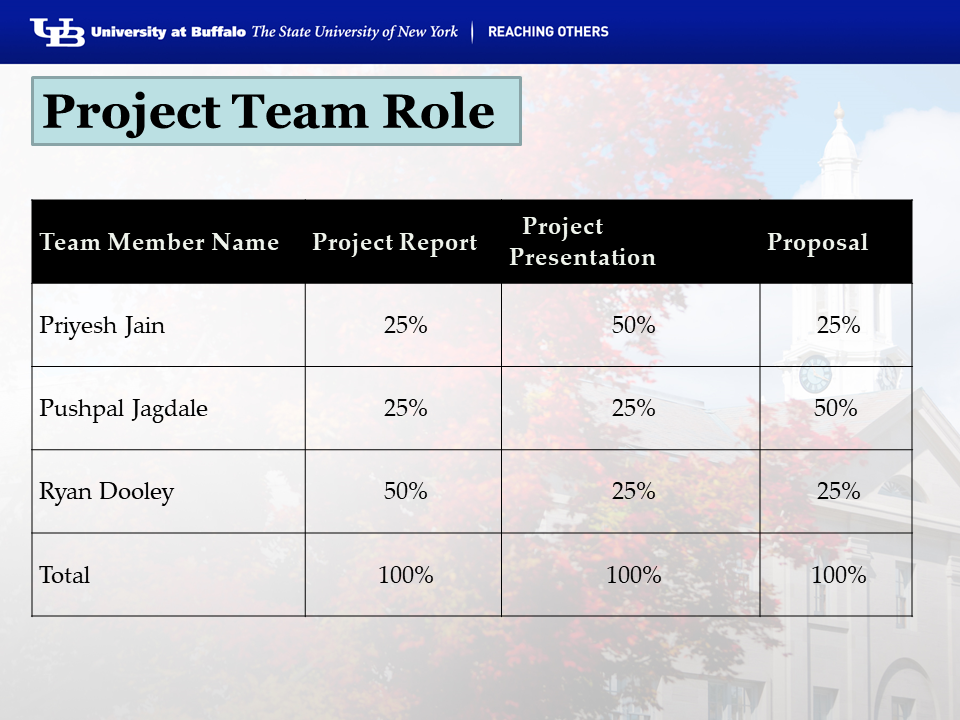 UB University at Buffalo The State University of New York | REACHING OTHERS
Project Team Role
Team Member Name Project Report Project Presentation Proposal
Priyesh Jain 25% 50% 25%
Pushpal Jagdale 25% 25% 50%
Ryan Dooley 50% 25% 25%
Total 100% 100% 100%